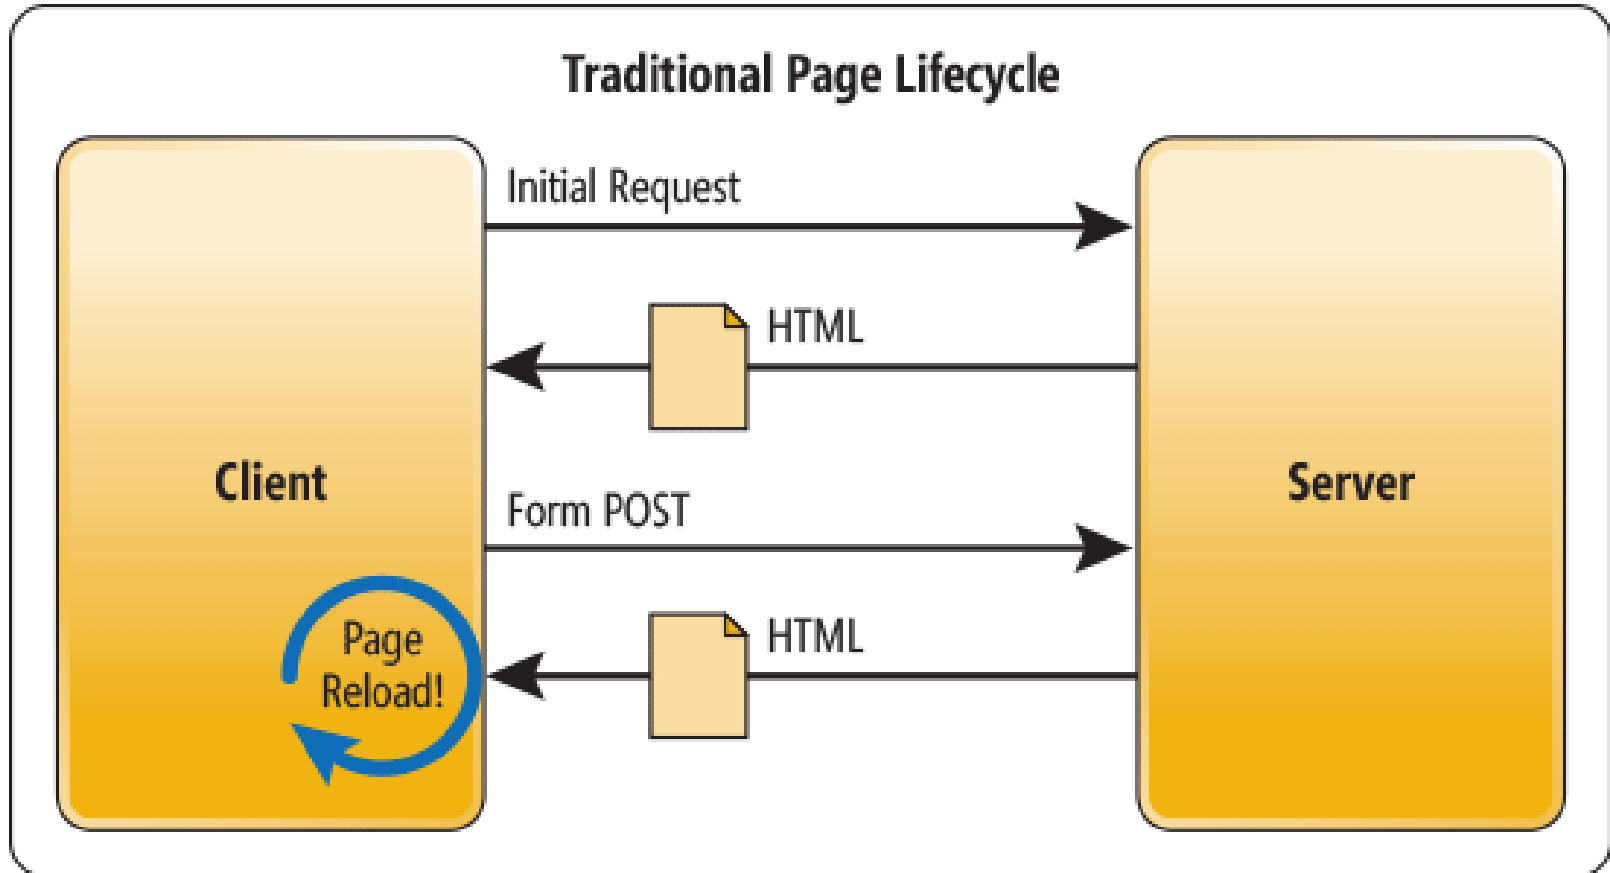 Traditional Page Lifecycle
Initial Request
HTML
Client
Server
Form POST
HTML
Page
Reload!